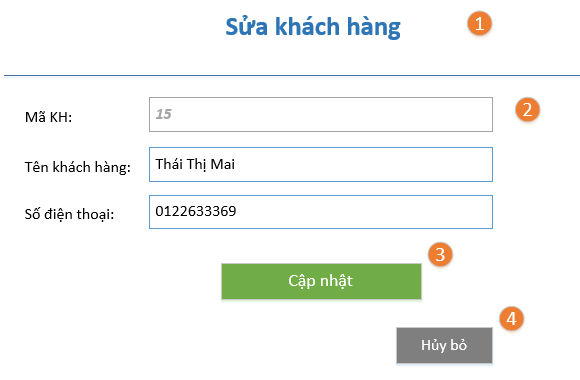 Sửa khách hàng 1
Mã KH: 15 2
Tên khách hàng: Thái Thị Mai
Số điện thoại: 0122633369
3
Cập nhật
4
Hủy bỏ